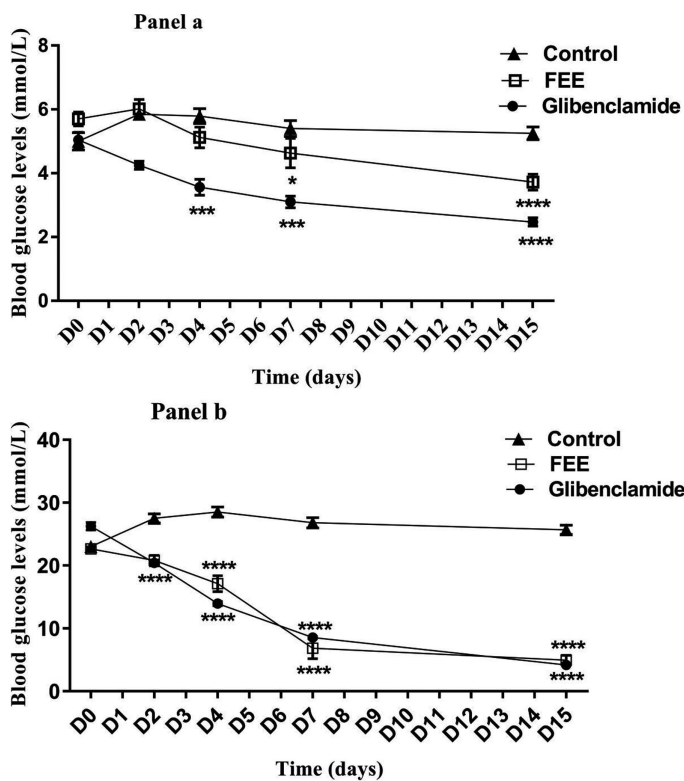 Panel a
Blood glucose levels (mmol/L)
8
6
4
2
0
Control
FEE
Glibenclamide
*
***
***
****
****
D0 D1 D2 D3 D4 D5 D6 D7 D8 D9 D10 D11 D12 D13 D14 D15
Time (days)
Panel b
Blood glucose levels (mmol/L)
40
30
20
10
0
Control
FEE
Glibenclamide
****
****
****
****
****
****
****
D0 D1 D2 D3 D4 D5 D6 D7 D8 D9 D10 D11 D12 D13 D14 D15
Time (days)